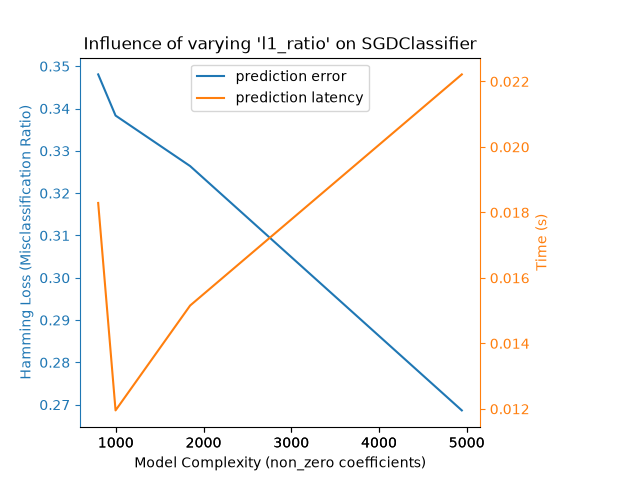 Influence of varying 'l1_ratio' on SGDClassifier
prediction error
prediction latency
Hamming Loss (Misclassification Ratio)
0.35
0.34
0.33
0.32
0.31
0.30
0.29
0.28
0.27
0.022
0.020
0.018
0.016
0.014
0.012
Time (s)
1000 2000 3000 4000 5000
Model Complexity (non_zero coefficients)